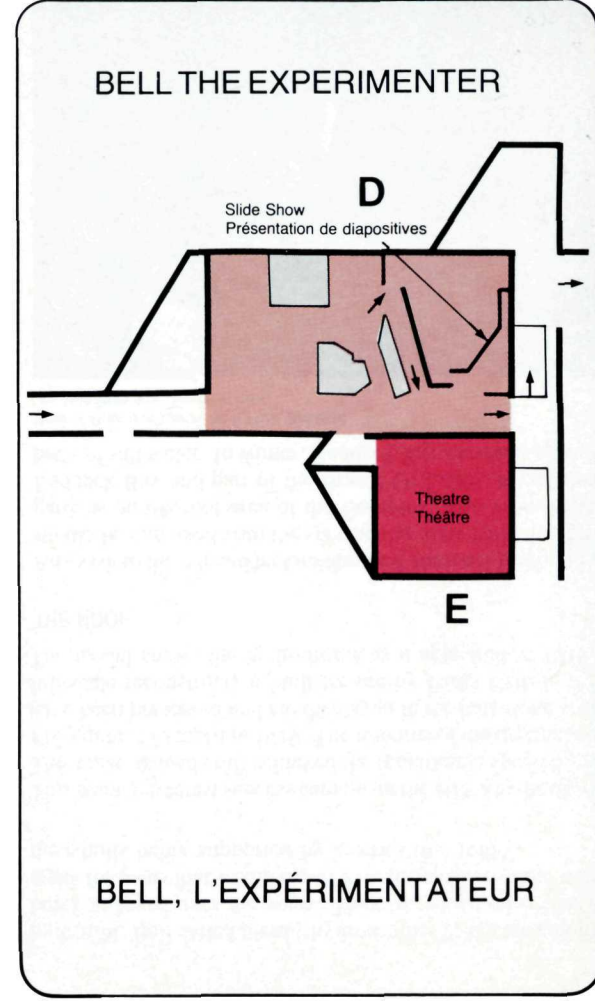 BELL THE EXPERIMENTER
D
Slide Show
Présentation de diapositives
Theatre
Théâtre
E
BELL, L'EXPÉRIMENTATEUR